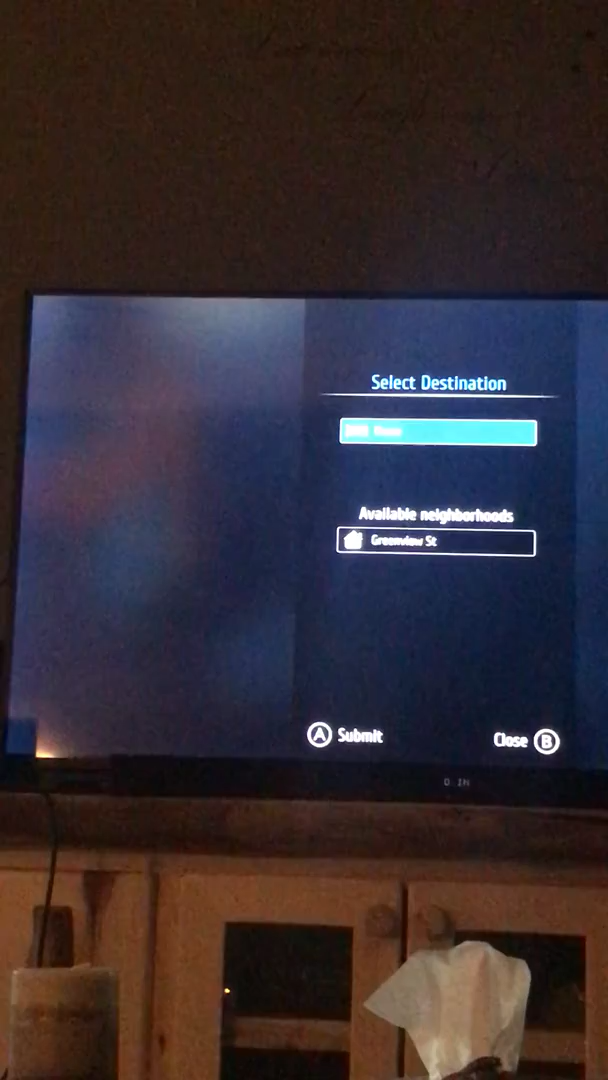 Select Destination
Available neighborhoods
Greenview St
A Submit
Close B